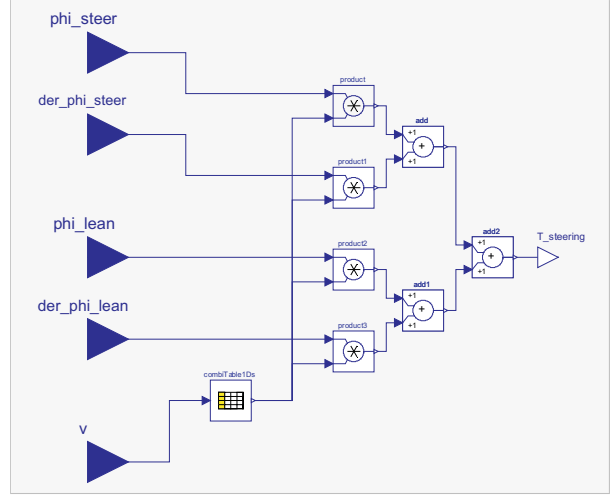 phi_steer
product
der_phi_steer
add
+1
+
+1
product1
phi_lean
product2
add2
+1
+
+1
T_steering
der_phi_lean
add1
+1
+
+1
product3
combiTable1Ds
v